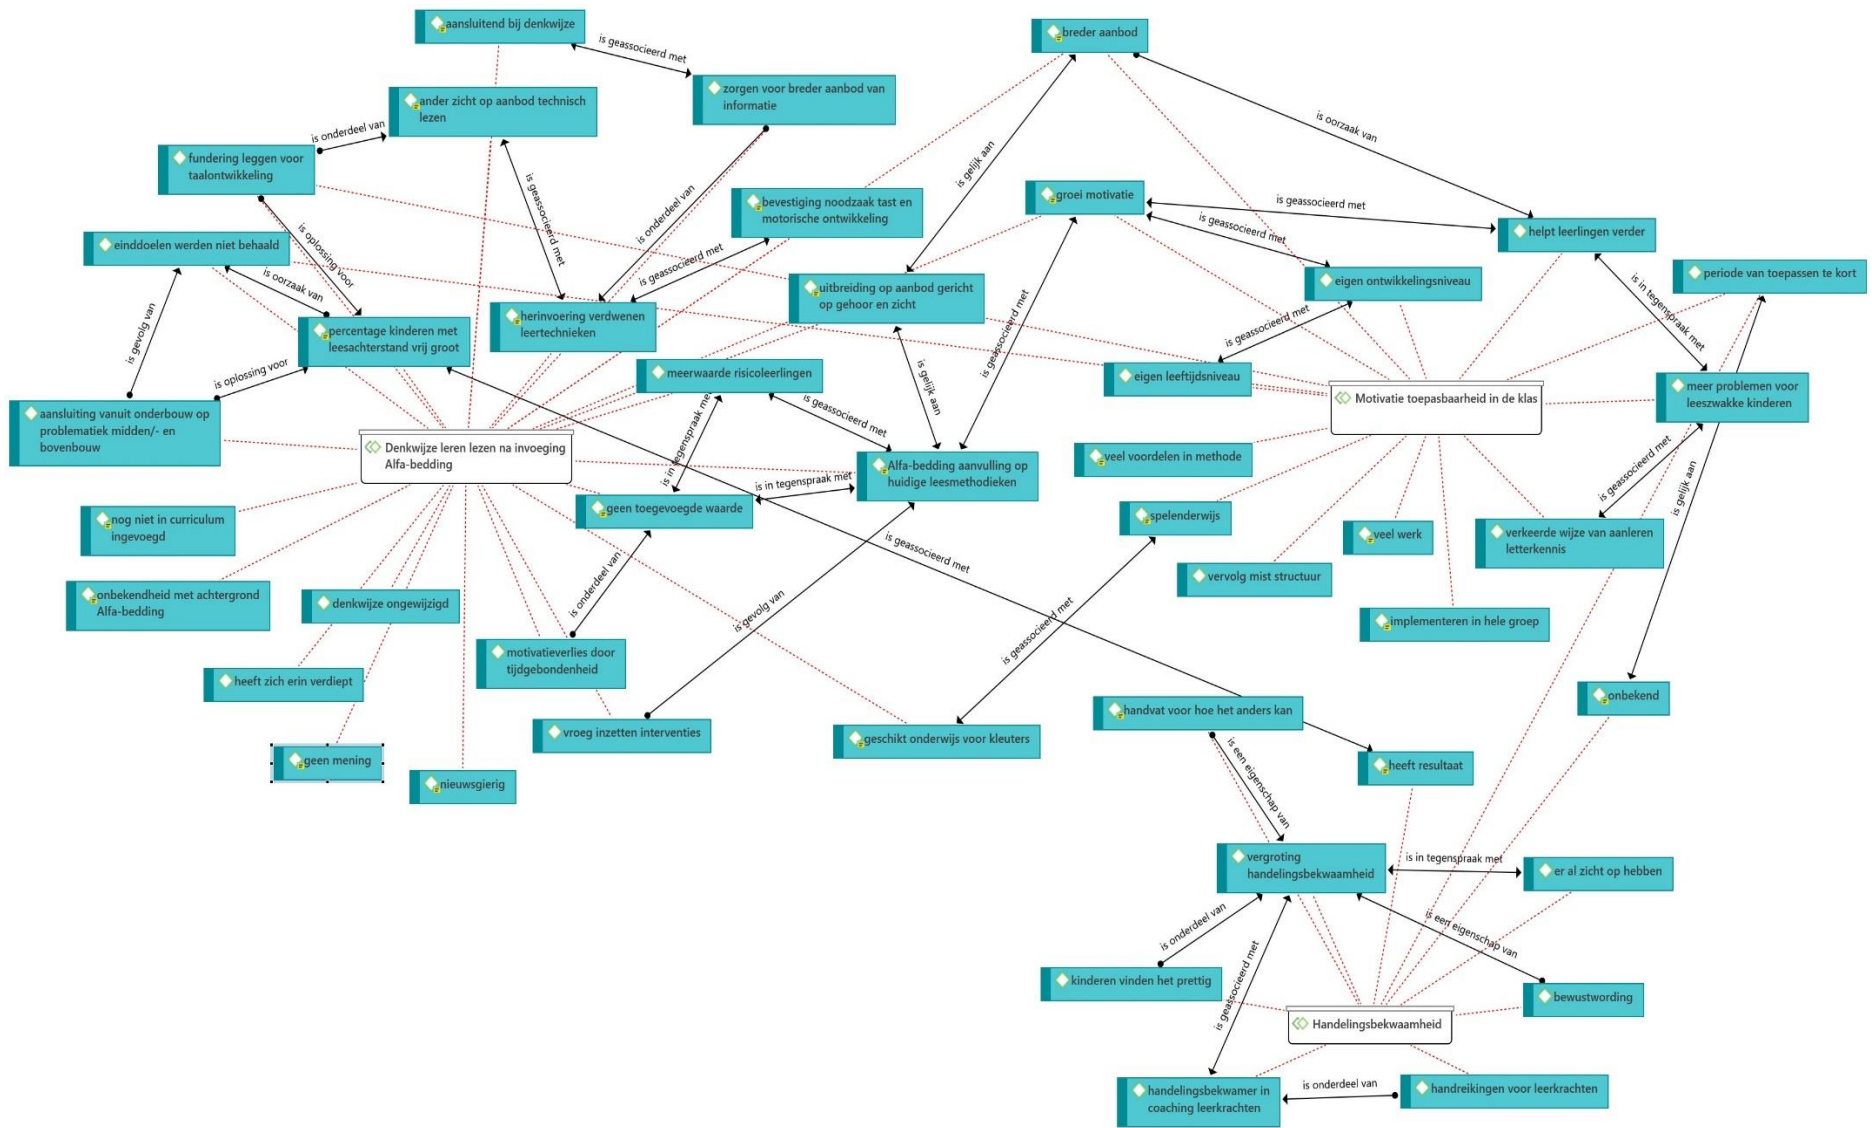 aansluitend bij denkwijze
is geassocieerd met
breder aanbod
zorgen voor breder aanbod van
informatie
ander zicht op aanbod technisch
lezen
is onderdeel van
is oorzaak van
fundering leggen voor
taalontwikkeling
is gelijk aan
is geassocieerd met
is onderdeel van
bevestiging noodzaak tast en
motorische ontwikkeling
groei motivatie
is geassocieerd met
is geassocieerd met
helpt leerlingen verder
einddoelen werden niet behaald
is oplossing voor
is geassocieerd met
is oorzaak van
uitbreiding op aanbod gericht
op gehoor en zicht
eigen ontwikkelingsniveau
periode van toepassen te kort
is in tegenspraak met
herinvoering verdwenen
leertechnieken
percentage kinderen met
leesachterstand vrij groot
is gevolg van
is geassocieerd met
is geassocieerd met
is oplossing voor
meerwaarde risicoleerlingen
eigen leeftijdsniveau
is gelijk aan
Motivatie toepasbaarheid in de klas
meer problemen voor
leeszwakke kinderen
aansluiting vanuit onderbouw op
problematiek midden/- en
bovenbouw
is geassocieerd met
is in tegenspraak met
Denkwijze leren lezen na invoeging
Alfa-bedding
veel voordelen in methode
is geassocieerd met
Alfa-bedding aanvulling op
huidige leesmethodieken
is in tegenspraak met
is gelijk aan
geen toegevoegde waarde
nog niet in curriculum
ingevoegd
spelenderwijs
veel werk
verkeerde wijze van aanleren
letterkennis
is geassocieerd met
vervolg mist structuur
onbekendheid met achtergrond
Alfa-bedding
denkwijze ongewijzigd
is onderdeel van
is gevolg van
is geassocieerd met
implementeren in hele groep
motivatieverlies door
tijdgebondenheid
heeft zich erin verdiept
onbekend
handvat voor hoe het anders kan
vroeg inzetten interventies
geschikt onderwijs voor kleuters
geen mening
heeft resultaat
nieuwsgierig
is een eigenschap van
vergroting
handelingsbekwaamheid
is in tegenspraak met
er al zicht op hebben
is onderdeel van
is een eigenschap van
kinderen vinden het prettig
is geassocieerd met
bewustwording
Handelingsbekwaamheid
handelingsbekwamer in
coaching leerkrachten
is onderdeel van
handreikingen voor leerkrachten